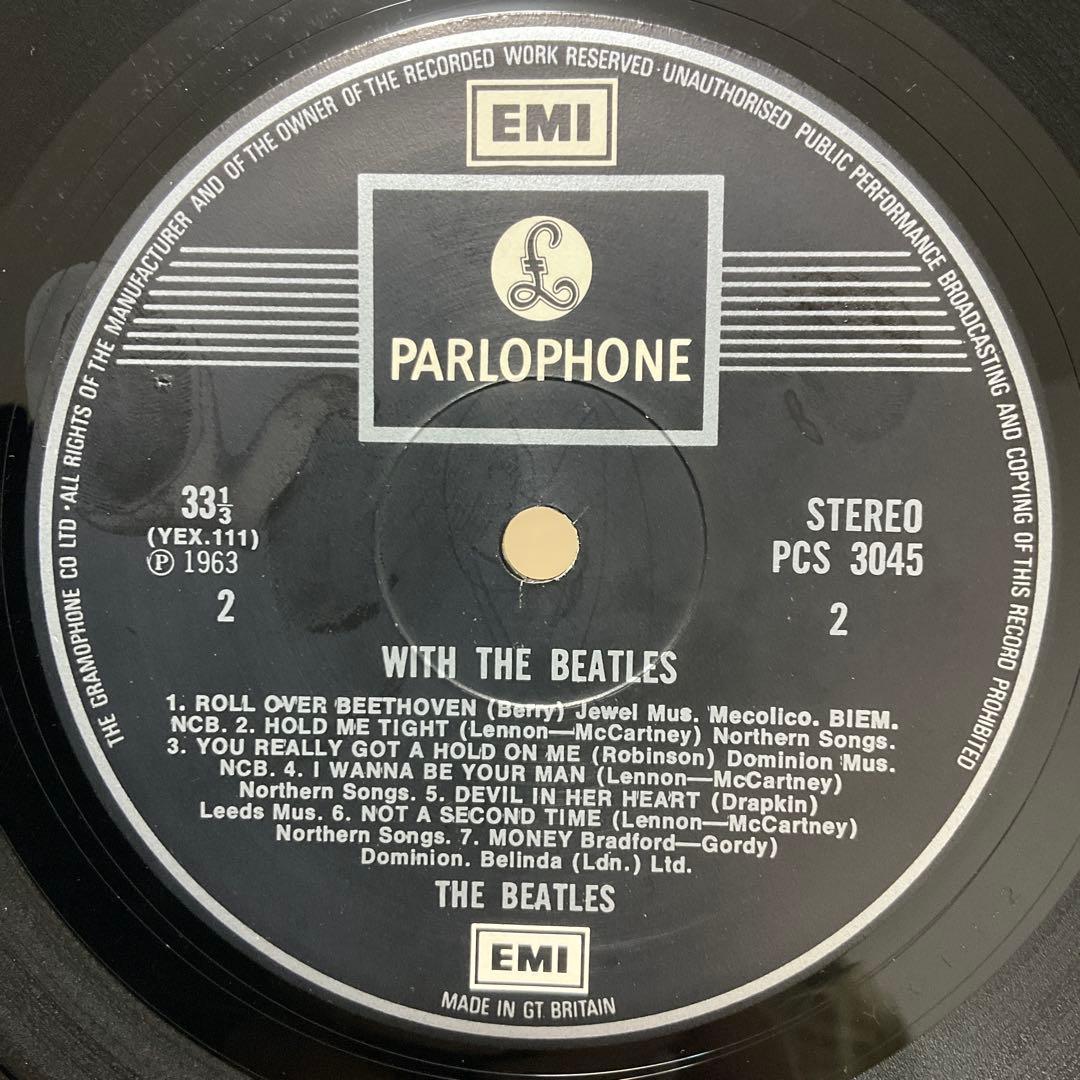 THE GRAMOPHONE CO LTD · ALL RIGHTS OF THE MANUFACTURER AND OF THE OWNER OF THE RECORDED WORK RESERVED · UNAUTHORISED PUBLIC PERFORMANCE BROADCASTING AND COPYING OF THIS RECORD PROHIBITED
EMI
£
PARLOPHONE
33⅓
(YEX.111)
℗ 1963
2
STEREO
PCS 3045
2
WITH THE BEATLES
1. ROLL OVER BEETHOVEN (Berry) Jewel Mus. Mecolico. BIEM.
NCB. 2. HOLD ME TIGHT (Lennon—McCartney) Northern Songs.
3. YOU REALLY GOT A HOLD ON ME (Robinson) Dominion Mus.
NCB. 4. I WANNA BE YOUR MAN (Lennon—McCartney)
Northern Songs. 5. DEVIL IN HER HEART (Drapkin)
Leeds Mus. 6. NOT A SECOND TIME (Lennon—McCartney)
Northern Songs. 7. MONEY Bradford—Gordy)
Dominion. Belinda (Ldn.) Ltd.
THE BEATLES
EMI
MADE IN GT. BRITAIN